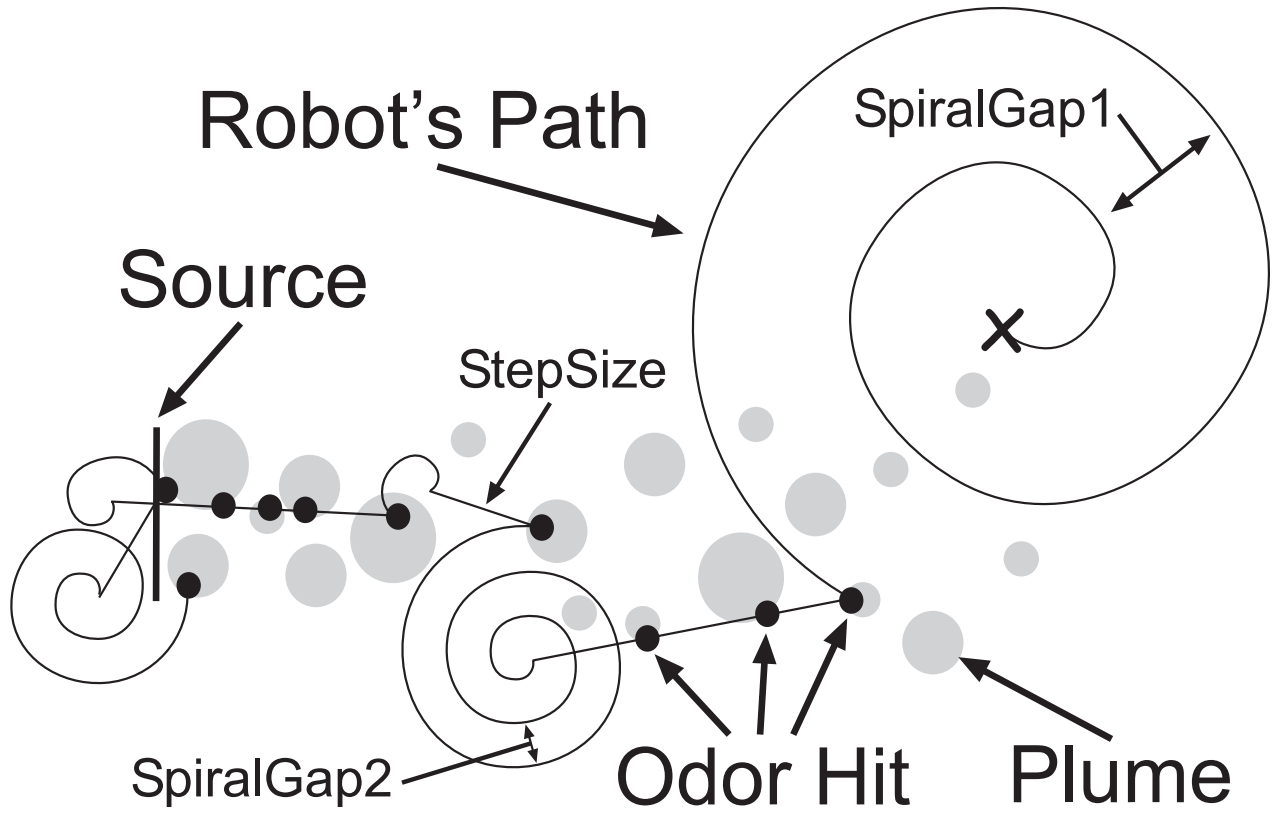 Robot's Path
SpiralGap1
Source
StepSize
SpiralGap2
Odor Hit
Plume